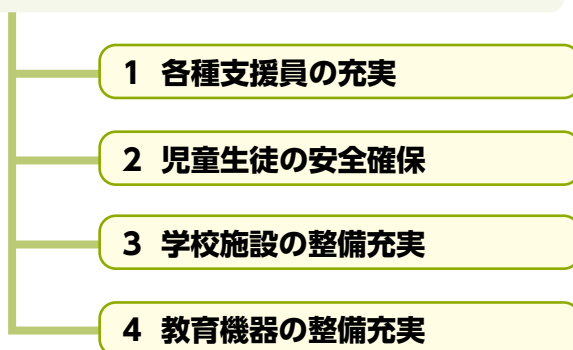 1 各種支援員の充実
2 児童生徒の安全確保
3 学校施設の整備充実
4 教育機器の整備充実